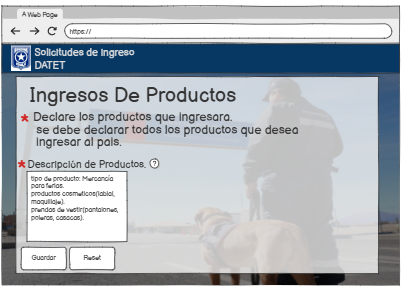 A Web Page
https://
Solicitudes de Ingreso
DATET
Ingresos De Productos
* Declare los productos que ingresara.
se debe declarar todos los productos que desea
ingresar al pais.
* Descripción de Productos. ?
tipo de producto: Mercancía
para ferias.
productos cosmeticos(labial,
maquillaje).
prendas de vestir(pantalones,
poleras, casacas).
Guardar Reset